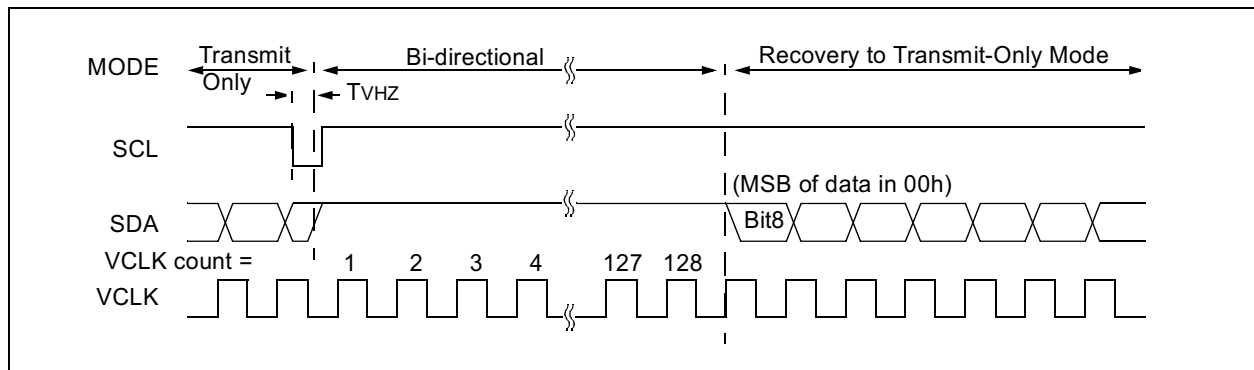 MODE
Transmit
Only
Bi-directional
Recovery to Transmit-Only Mode
TVHZ
SCL
(MSB of data in 00h)
SDA
Bit8
VCLK count =
1 2 3 4 127 128
VCLK